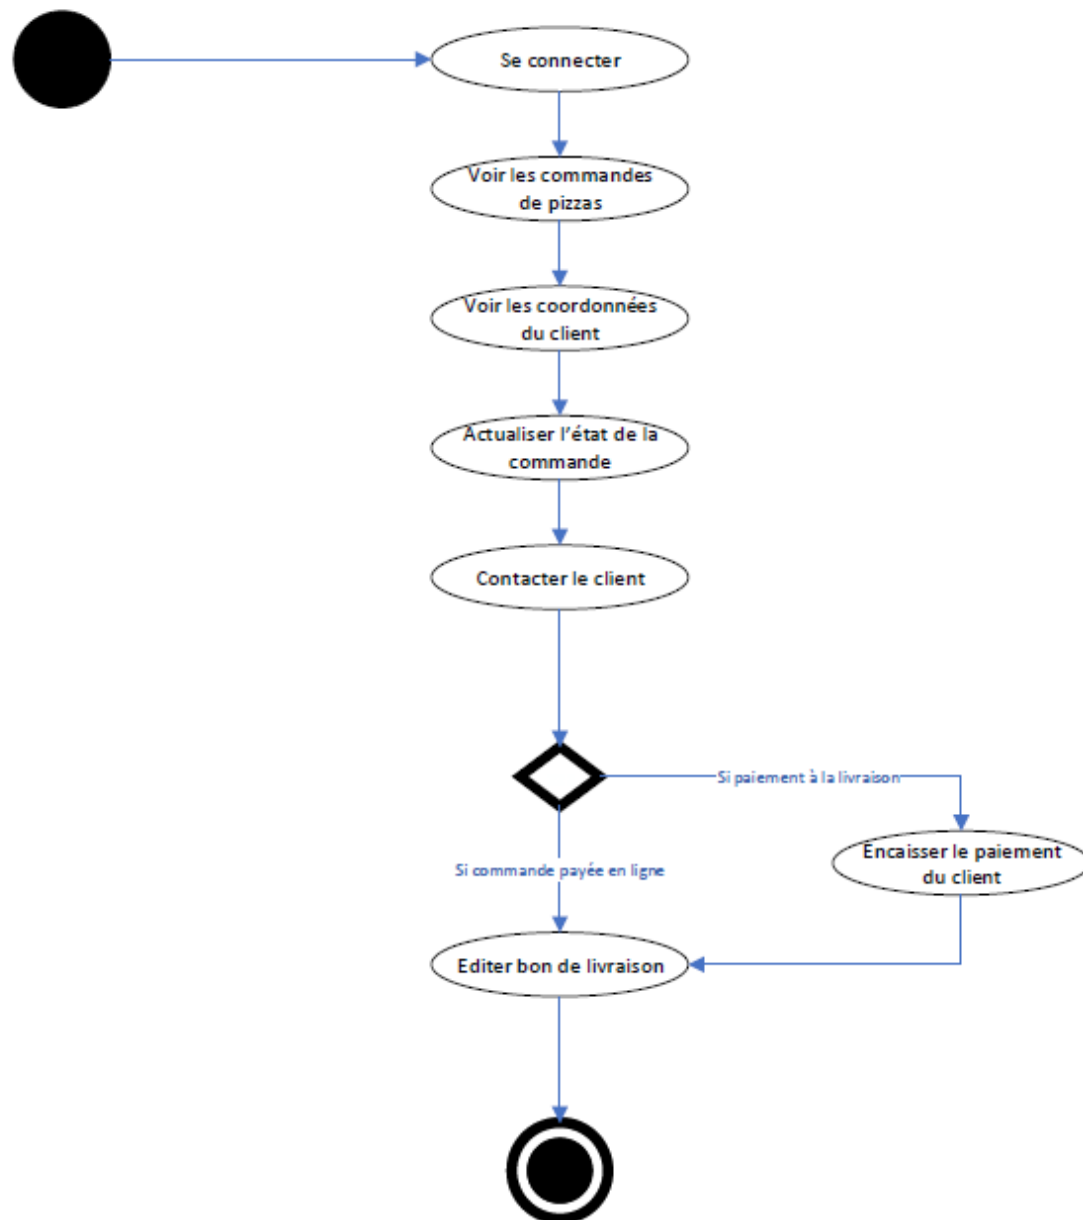 Se connecter
Voir les commandes
de pizzas
Voir les coordonnées
du client
Actualiser l'état de la
commande
Contacter le client
Si paiement à la livraison
Encaisser le paiement
du client
Si commande payée en ligne
Editer bon de livraison